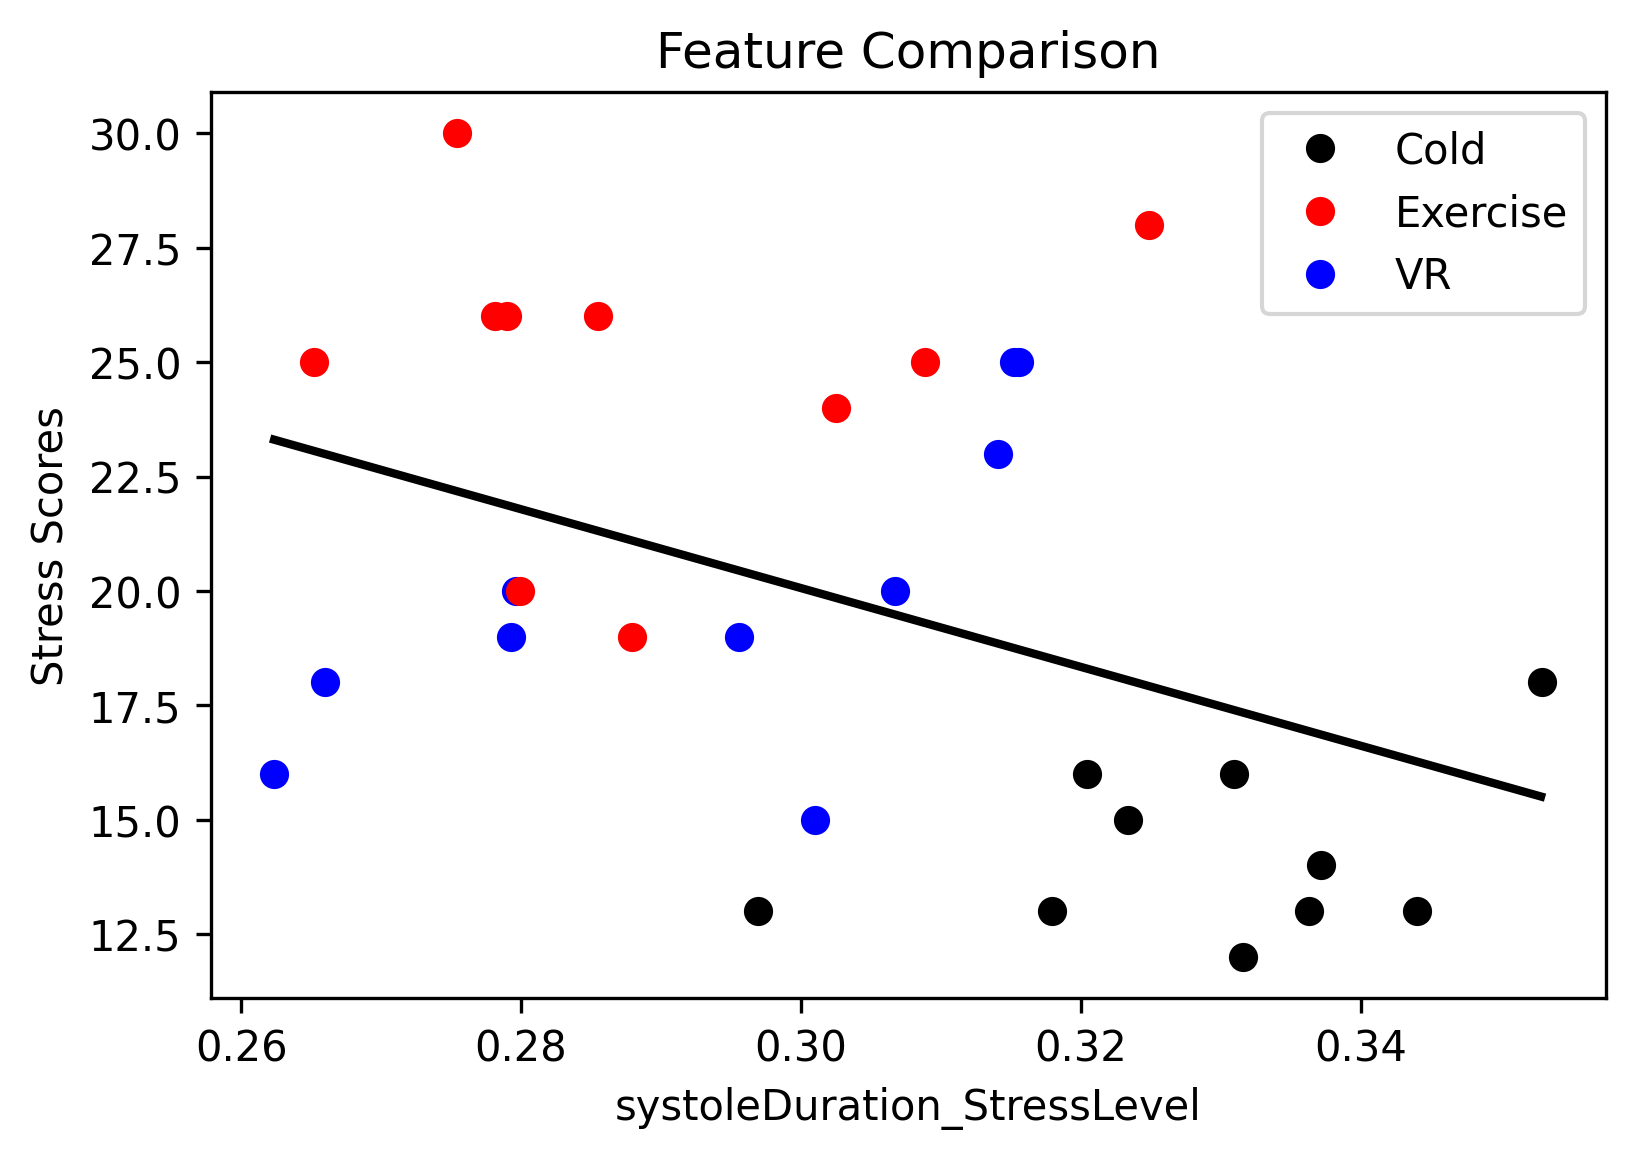 Feature Comparison
30.0
27.5
25.0
22.5
20.0
17.5
15.0
12.5
Stress Scores
Cold
Exercise
VR
0.26 0.28 0.30 0.32 0.34
systoleDuration_StressLevel